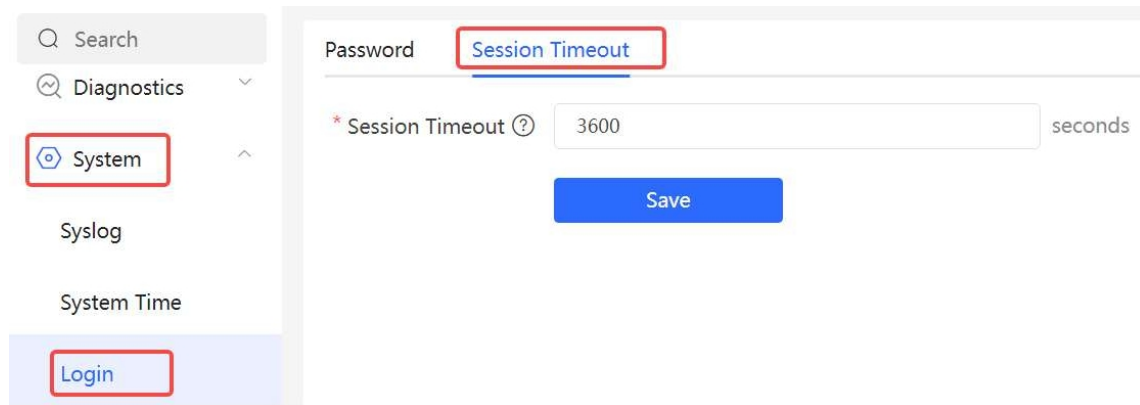 Search
Diagnostics
System
Syslog
System Time
Login
Password Session Timeout
* Session Timeout ? 3600 seconds
Save